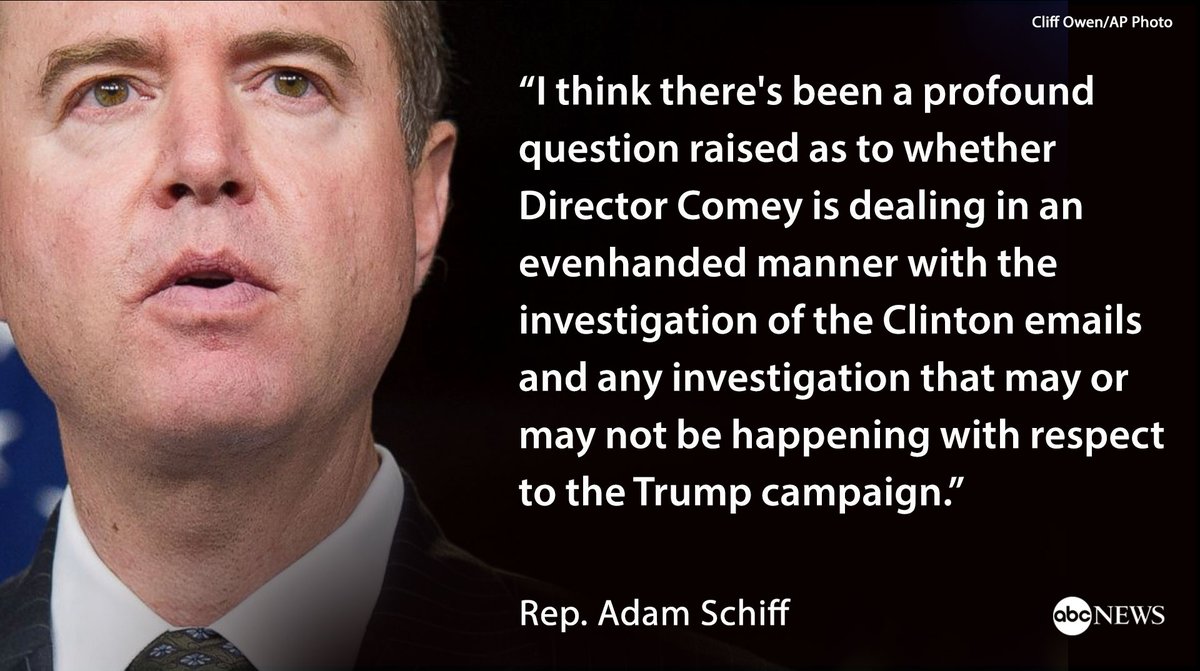 Cliff Owen/AP Photo
“I think there's been a profound
question raised as to whether
Director Comey is dealing in an
evenhanded manner with the
investigation of the Clinton emails
and any investigation that may or
may not be happening with respect
to the Trump campaign.”
Rep. Adam Schiff
abc NEWS